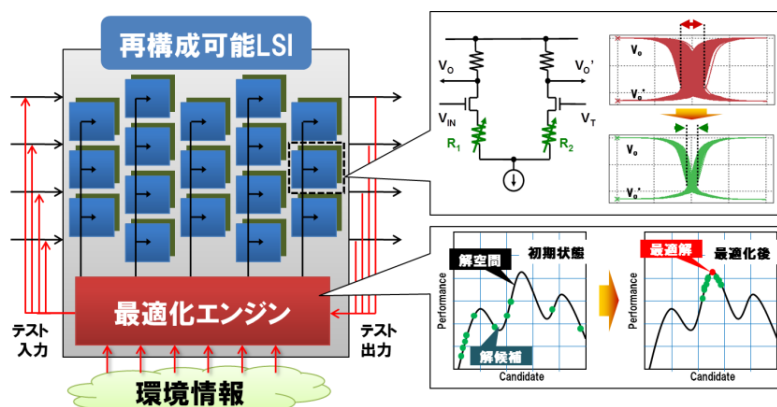 再構成可能LSI
最適化エンジン
テスト
入力
テスト
出力
環境情報
VO
VO'
VIN
VT
R1
R2
Vo
Vo'
Vo
Vo'
解空間
初期状態
解候補
Performance
Candidate
最適解
最適化後
Performance
Candidate